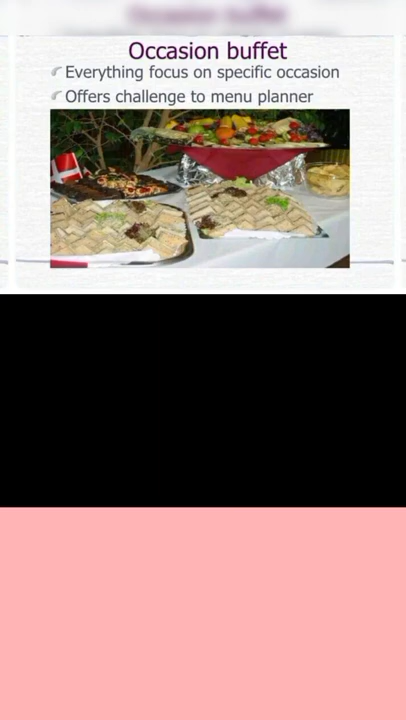 Occasion buffet
Everything focus on specific occasion
Offers challenge to menu planner